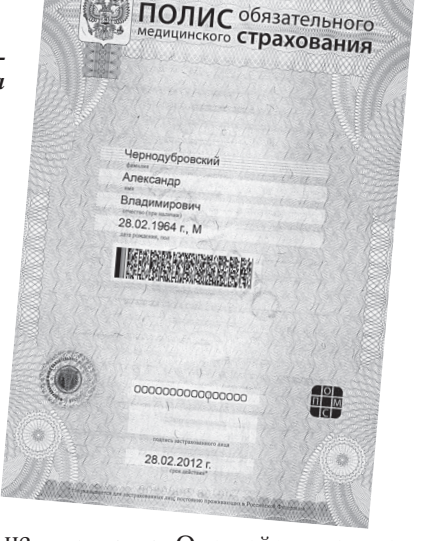 ПОЛИС обязательного
медицинского страхования
Чернодубровский
фамилия
Александр
имя
Владимирович
отчество (при наличии)
28.02.1964 г., М
дата рождения, пол
0000000000000000
подпись застрахованного лица
28.02.2012 г.
срок действия*
П О М С
не